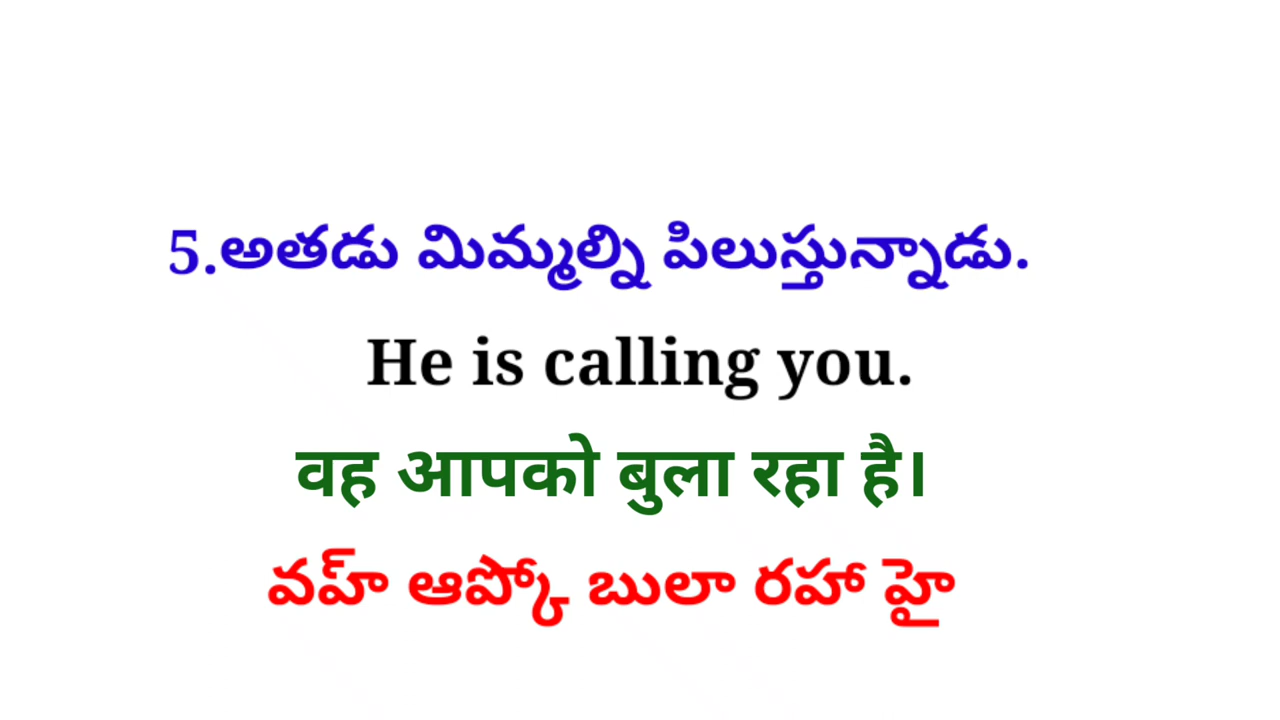 5.అతడు మిమ్మల్ని పిలుస్తున్నాడు.
He is calling you.
वह आपको बुला रहा है।
వహ్ ఆప్కో బులా రహా హై